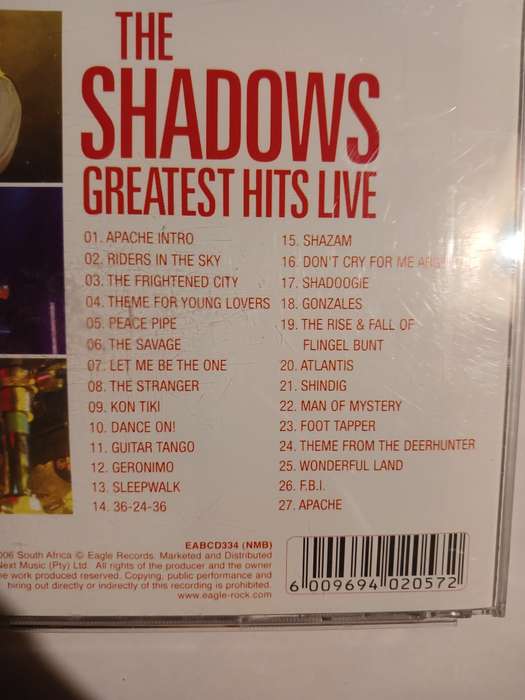 THE
SHADOWS
GREATEST HITS LIVE
01. APACHE INTRO
02. RIDERS IN THE SKY
03. THE FRIGHTENED CITY
04. THEME FOR YOUNG LOVERS
05. PEACE PIPE
06. THE SAVAGE
07. LET ME BE THE ONE
08. THE STRANGER
09. KON TIKI
10. DANCE ON!
11. GUITAR TANGO
12. GERONIMO
13. SLEEPWALK
14. 36-24-36
15. SHAZAM
16. DON'T CRY FOR ME
17. SHADOOGIE
18. GONZALES
19. THE RISE & FALL OF
FLINGEL BUNT
20. ATLANTIS
21. SHINDIG
22. MAN OF MYSTERY
23. FOOT TAPPER
24. THEME FROM THE DEERHUNTER
25. WONDERFUL LAND
26. F.B.I.
27. APACHE
EABCD334 (NMB)
South Africa © Eagle Records. Marketed and Distributed
Next Music (Pty) Ltd. All rights of the producer and the owner
work produced reserved. Copying, public performance and
hiring out directly or indirectly of this recording is prohibited.
www.eagle-rock.com
6 009694 020572